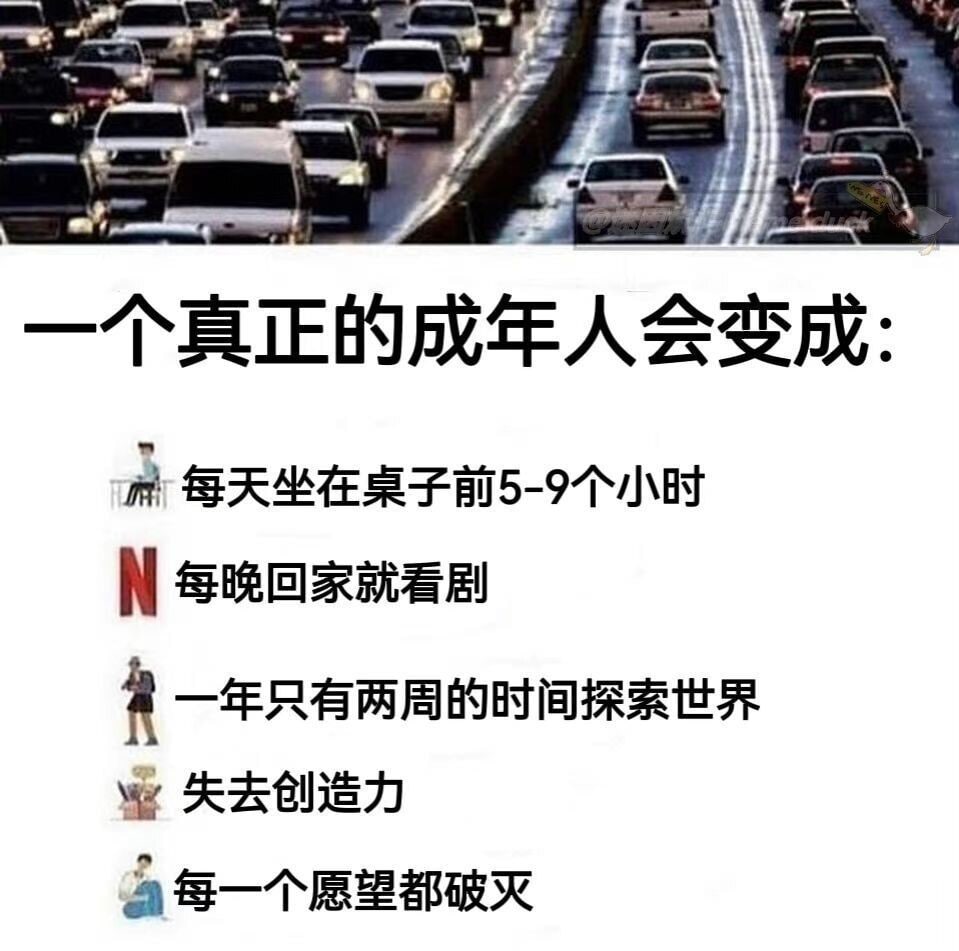 一个真正的成年人会变成：
每天坐在桌子前5-9个小时
N 每晚回家就看剧
一年只有两周的时间探索世界
失去创造力
每一个愿望都破灭